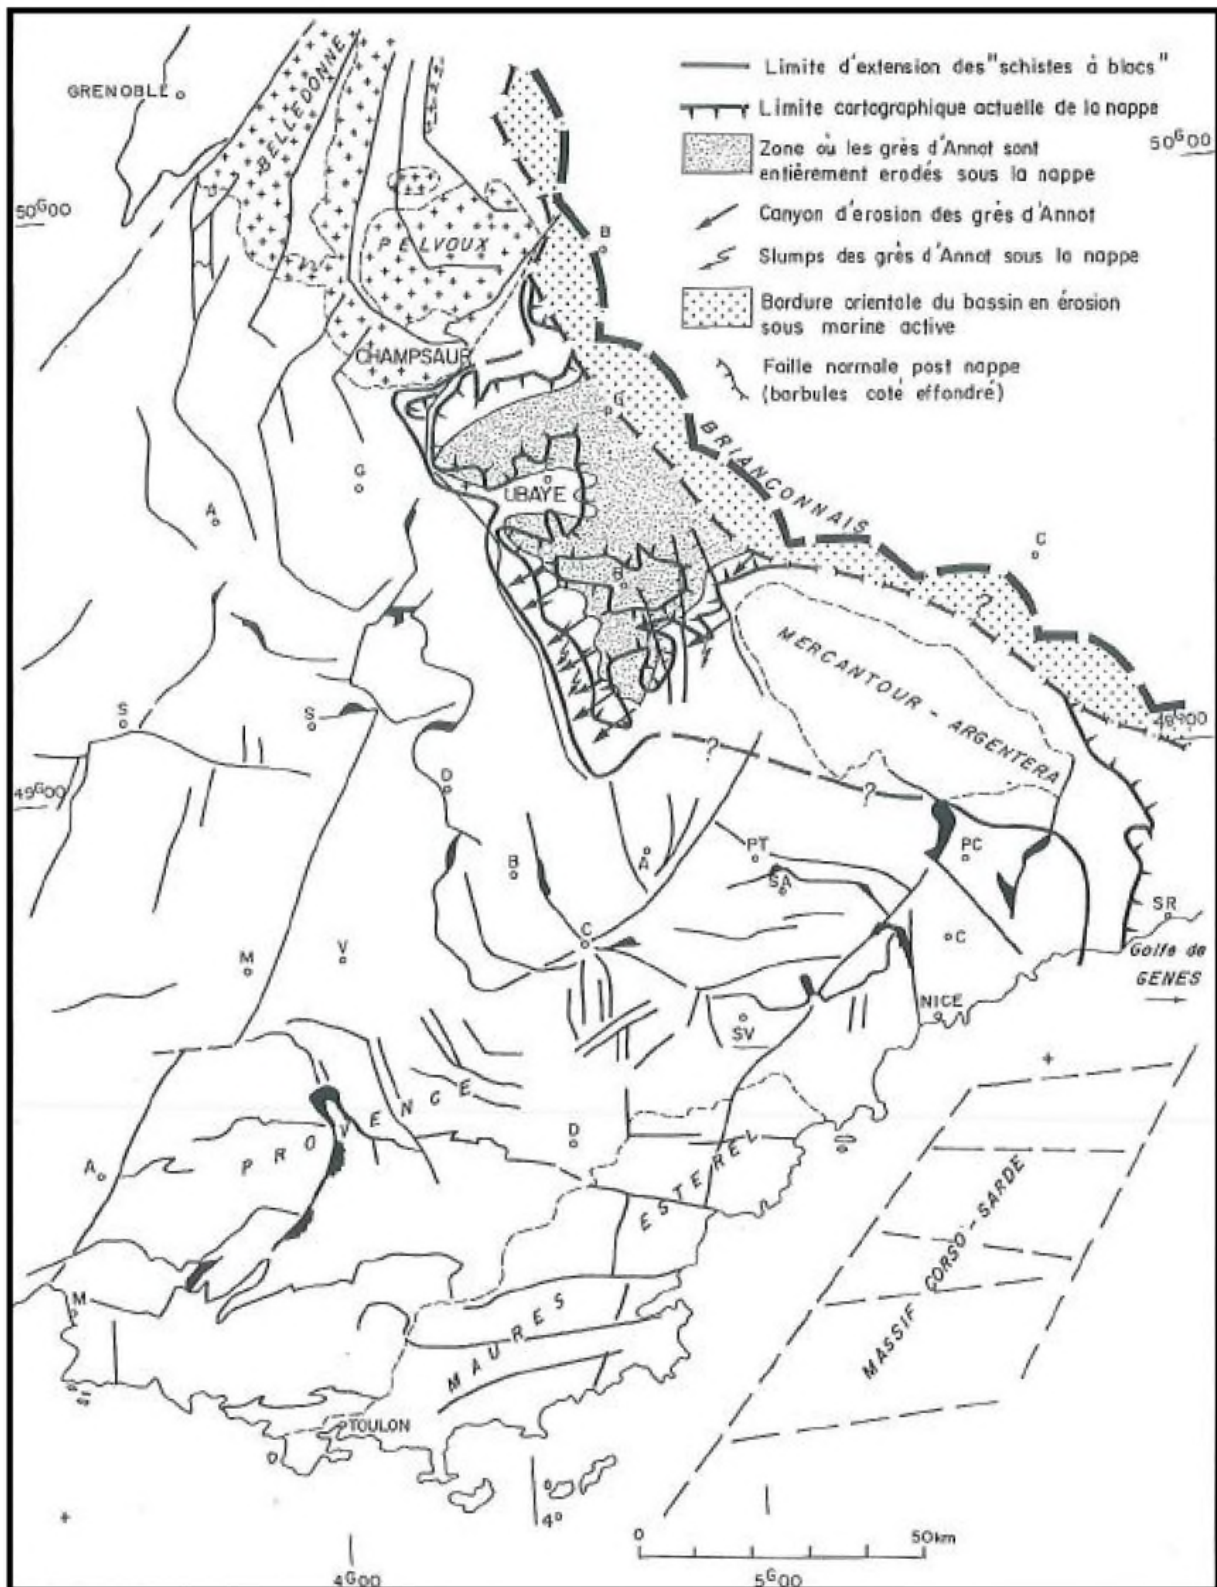 GRENOBLE
BELLEDONNE
Limite d'extension des "schistes à blocs"
Limite cartographique actuelle de la nappe
Zone où les grès d'Annot sont
entièrement erodés sous la nappe
50G00
Canyon d'erosion des grès d'Annot
Slumps des grès d'Annot sous la nappe
Bordure orientale du bassin en érosion
sous marine active
Faille normale post nappe
(barbules coté effondré)
50G00
PELVOUX
B
CHAMPSAUR
G
BRIANÇONNAIS
G
UBAYE
A
C
B
?
MERCANTOUR - ARGENTERA
S
S
?
49G00
D
?
49G00
B
A
PT
SA
PC
SR
C
C
Golfe de
GENES
M
V
NICE
SV
PROVENCE
D
A
ESTEREL
MASSIF CORSO-SARDE
M
MAURES
TOULON
4°
0
50km
4G00
5G00